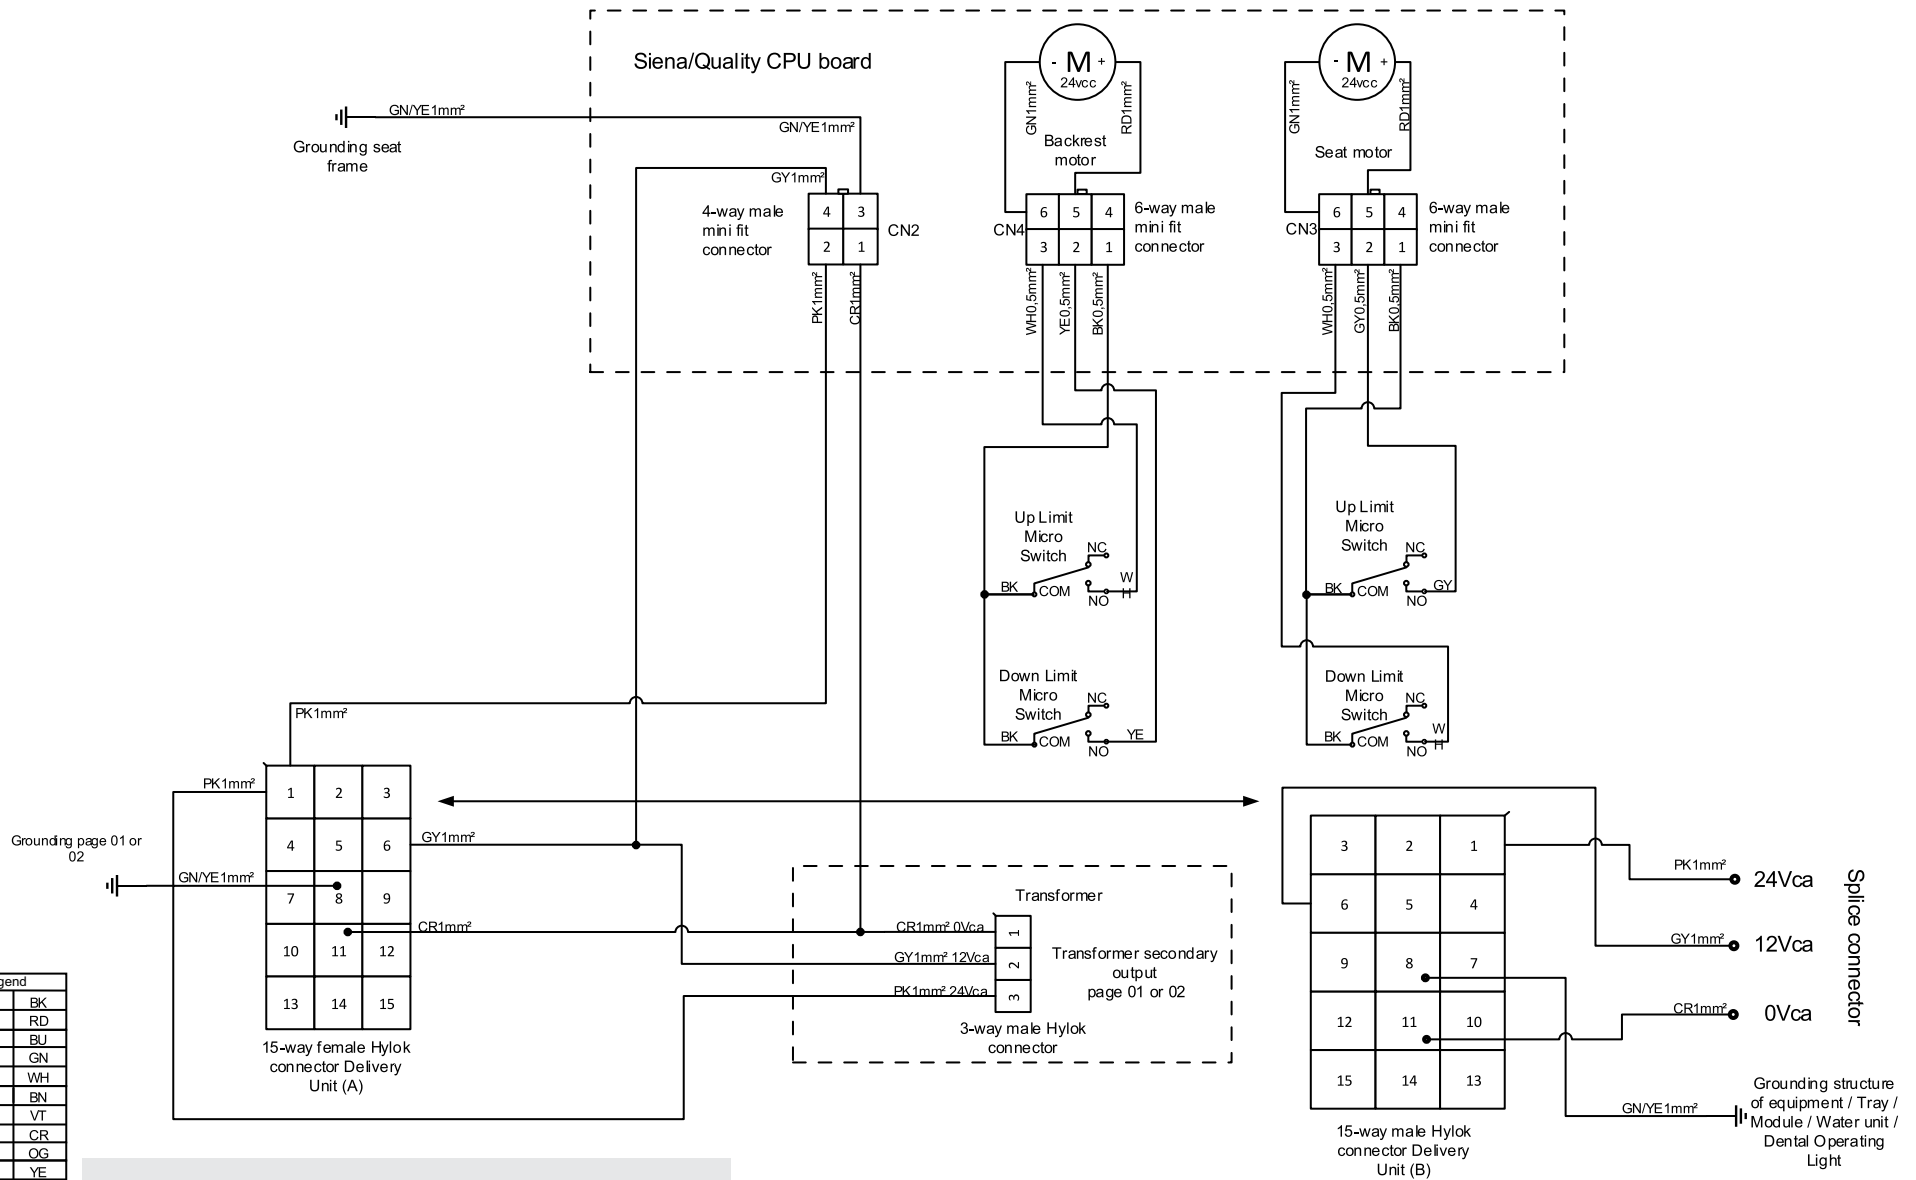 Siena/Quality CPU board
- M +
24vcc
GN1mm²
RD1mm²
Backrest
motor
- M +
24vcc
GN1mm²
RD1mm²
Seat motor
GN/YE1mm²
GN/YE1mm²
Grounding seat
frame
GY1mm²
4-way male
mini fit
connector
4 3
2 1
CN2
PK1mm²
CR1mm²
CN4
6 5 4
3 2 1
6-way male
mini fit
connector
WH0,5mm²
YE0,5mm²
BK0,5mm²
CN3
6 5 4
3 2 1
6-way male
mini fit
connector
WH0,5mm²
GY0,5mm²
BK0,5mm²
Up Limit
Micro
Switch
NC
BK
COM
NO
W
H
Up Limit
Micro
Switch
NC
BK
COM
NO
GY
Down Limit
Micro
Switch
NC
BK
COM
NO
YE
Down Limit
Micro
Switch
NC
BK
COM
NO
W
H
PK1mm²
PK1mm²
Grounding page 01 or
02
GN/YE1mm²
1 2 3
4 5 6
7 8 9
10 11 12
13 14 15
GY1mm²
CR1mm²
15-way female Hylok
connector Delivery
Unit (A)
Transformer
CR1mm² 0Vca
GY1mm² 12Vca
PK1mm² 24Vca
1
2
3
Transformer secondary
output
page 01 or 02
3-way male Hylok
connector
3 2 1
6 5 4
9 8 7
12 11 10
15 14 13
15-way male Hylok
connector Delivery
Unit (B)
PK1mm²
24Vca
GY1mm²
12Vca
CR1mm²
0Vca
Splice connector
GN/YE1mm²
Grounding structure
of equipment / Tray /
Module / Water unit /
Dental Operating
Light
gend
BK
RD
BU
GN
WH
BN
VT
CR
OG
YE